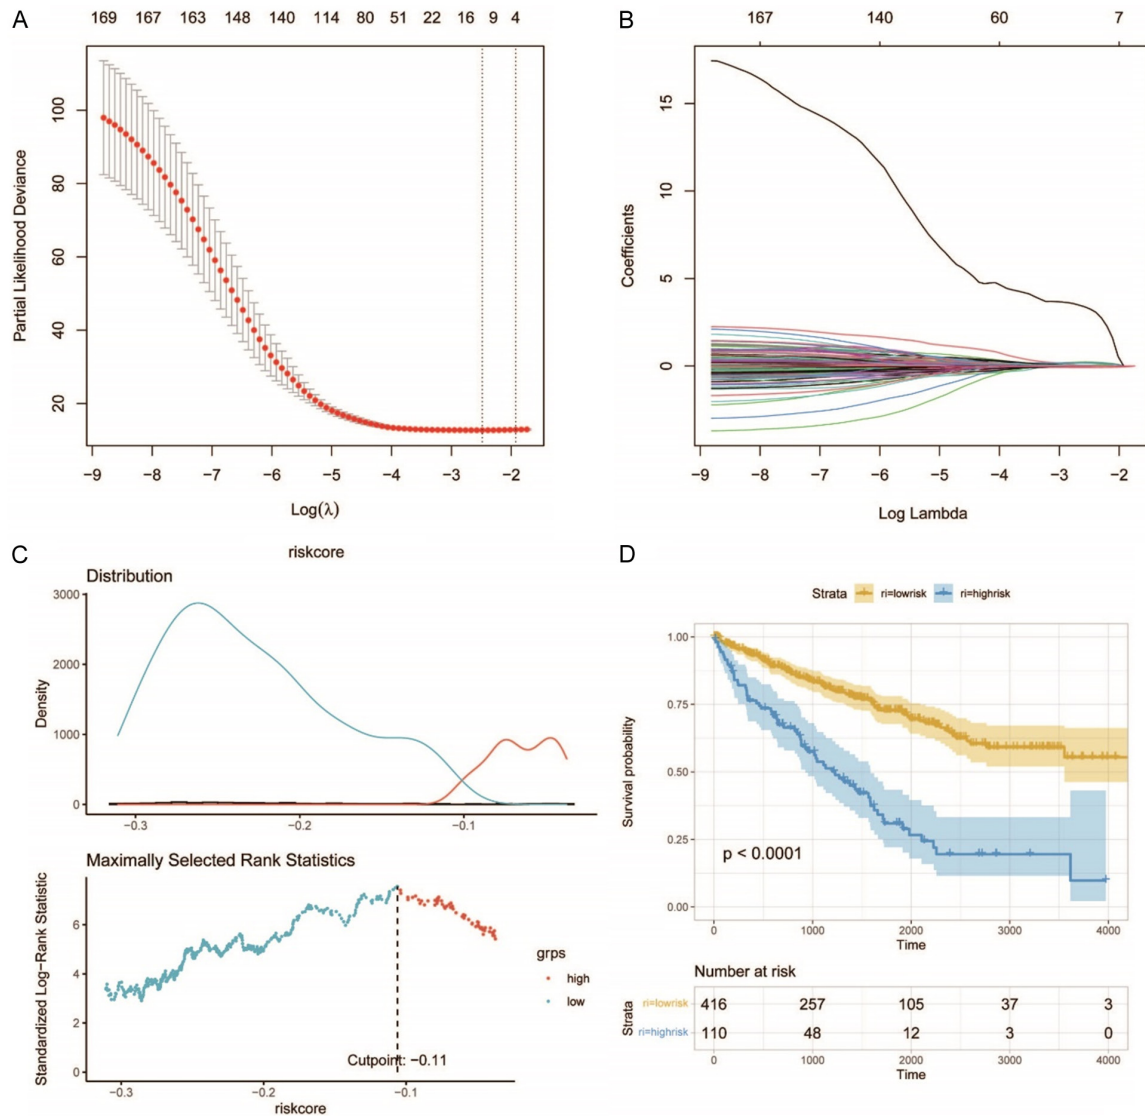 A
169 167 163 148 140 114 80 51 22 16 9 4
Partial Likelihood Deviance
100
80
60
40
20
−9 −8 −7 −6 −5 −4 −3 −2
Log(λ)
B
167 140 60 7
Coefficients
15
10
5
0
−9 −8 −7 −6 −5 −4 −3 −2
Log Lambda
C
riskcore
Distribution
Density
3000
2000
1000
0
−0.3 −0.2 −0.1
Maximally Selected Rank Statistics
Standardized Log−Rank Statistic
6
4
2
0
Cutpoint: −0.11
−0.3 −0.2 −0.1
riskcore
grps
high
low
D
Strata ri=lowrisk ri=highrisk
Survival probability
1.00
0.75
0.50
0.25
0.00
p < 0.0001
0 1000 2000 3000 4000
Time
Number at risk
Strata
ri=lowrisk 416 257 105 37 3
ri=highrisk 110 48 12 3 0
0 1000 2000 3000 4000
Time